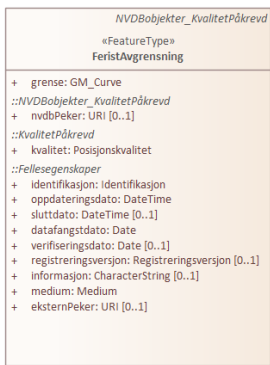 NVDBobjekter_KvalitetPåkrevd
«FeatureType»
FeristAvgrensning
+ grense: GM_Curve
::NVDBobjekter_KvalitetPåkrevd
+ nvdbPeker: URI [0..1]
::KvalitetPåkrevd
+ kvalitet: Posisjonskvalitet
::Fellesegenskaper
+ identifikasjon: Identifikasjon
+ oppdateringsdato: DateTime
+ sluttdato: DateTime [0..1]
+ datafangstdato: Date
+ verifiseringsdato: Date [0..1]
+ registreringsversjon: Registreringsversjon [0..1]
+ informasjon: CharacterString [0..1]
+ medium: Medium
+ eksternPeker: URI [0..1]